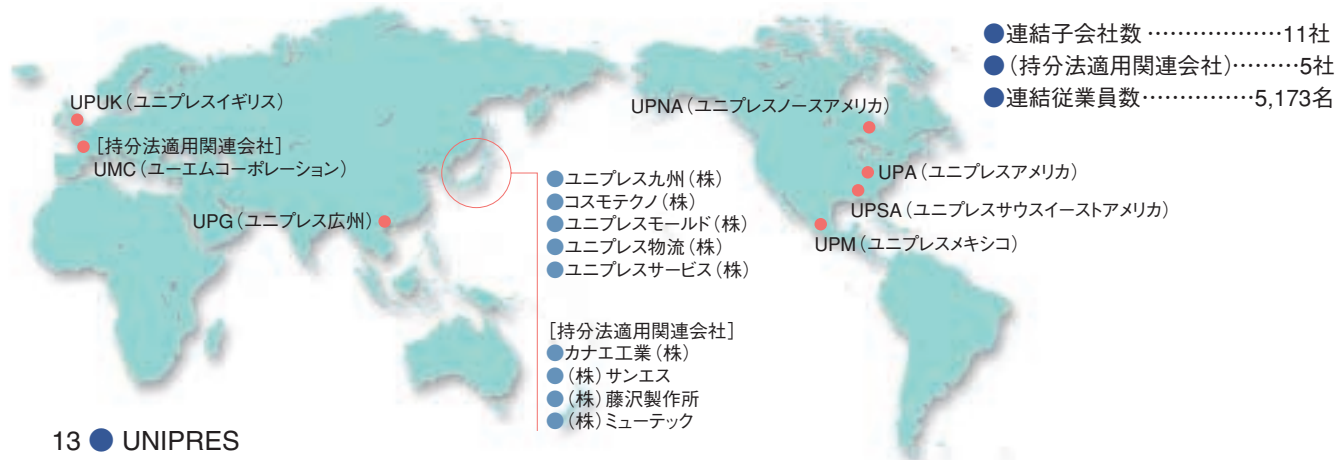 ●連結子会社数 ………………11社
●(持分法適用関連会社)………5社
●連結従業員数……………5,173名
UPUK(ユニプレスイギリス)
[持分法適用関連会社]
UMC(ユーエムコーポレーション)
UPG(ユニプレス広州)
●ユニプレス九州(株)
●コスモテクノ(株)
●ユニプレスモールド(株)
●ユニプレス物流(株)
●ユニプレスサービス(株)
[持分法適用関連会社]
●カナエ工業(株)
●(株)サンエス
●(株)藤沢製作所
●(株)ミューテック
UPNA(ユニプレスノースアメリカ)
UPA(ユニプレスアメリカ)
UPSA(ユニプレスサウスイーストアメリカ)
UPM(ユニプレスメキシコ)
13 ● UNIPRES